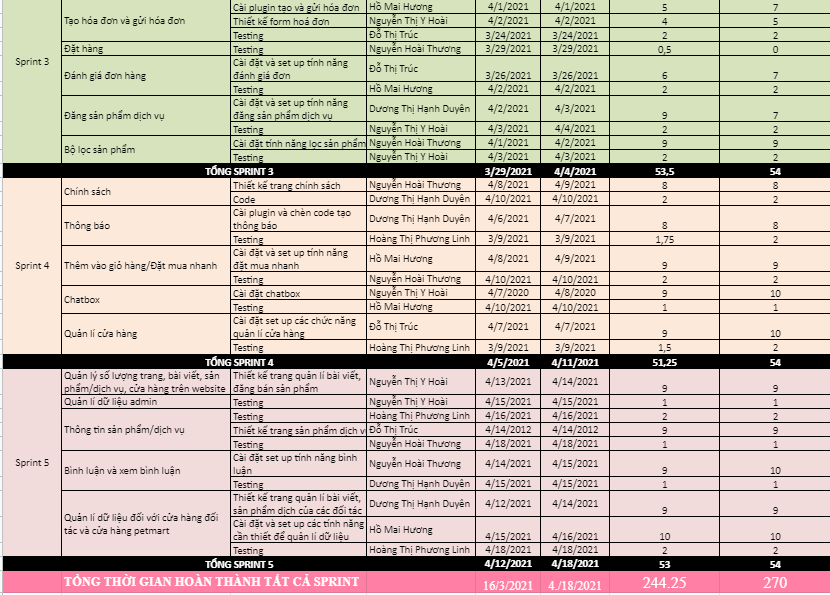 Cài plugin tạo và gửi hóa đơn Hồ Mai Hương 4/1/2021 4/1/2021 5 7
Tạo hóa đơn và gửi hóa đơn Thiết kế form hoá đơn Nguyễn Thị Y Hoài 4/2/2021 4/2/2021 4 5
Testing Đỗ Thị Trúc 3/24/2021 3/24/2021 2 2
Đặt hàng Testing Nguyễn Hoài Thương 3/29/2021 3/29/2021 0,5 0
Sprint 3
Đánh giá đơn hàng Cài đặt và set up tính năng
đánh giá đơn Đỗ Thị Trúc 3/26/2021 3/26/2021 6 7
Testing Hồ Mai Hương 4/2/2021 4/2/2021 2 2
Đăng sản phẩm dịch vụ Cài đặt và set up tính năng
đăng sản phẩm dịch vụ Dương Thị Hạnh Duyên 4/2/2021 4/3/2021 9 7
Testing Nguyễn Thị Y Hoài 4/3/2021 4/4/2021 2 2
Bộ lọc sản phẩm Cài đặt tính năng lọc sản phẩm Nguyễn Hoài Thương 4/1/2021 4/2/2021 9 9
Testing Nguyễn Thị Y Hoài 4/3/2021 4/3/2021 2 2
TỔNG SPRINT 3 3/29/2021 4/4/2021 53,5 54
Chính sách Thiết kế trang chính sách Nguyễn Hoài Thương 4/8/2021 4/9/2021 8 8
Code Dương Thị Hạnh Duyên 4/10/2021 4/10/2021 2 2
Thông báo Cài plugin và chèn code tạo
thông báo Dương Thị Hạnh Duyên 4/6/2021 4/7/2021 8 8
Testing Hoàng Thị Phương Linh 3/9/2021 3/9/2021 1,75 2
Sprint 4
Thêm vào giỏ hàng/Đặt mua nhanh Cài đặt và set up tính năng
đặt mua nhanh Hồ Mai Hương 4/8/2021 4/9/2021 9 9
Testing Nguyễn Hoài Thương 4/10/2021 4/10/2021 2 2
Chatbox Cài đặt chatbox Nguyễn Thị Y Hoài 4/7/2020 4/8/2020 9 10
Testing Hồ Mai Hương 4/10/2021 4/10/2021 1 1
Quản lí cửa hàng Cài đặt set up các chức năng
quản lí cửa hàng Đỗ Thị Trúc 4/7/2021 4/7/2021 9 10
Testing Hoàng Thị Phương Linh 3/9/2021 3/9/2021 1,5 2
TỔNG SPRINT 4 4/5/2021 4/11/2021 51,25 54
Quản lý số lượng trang, bài viết, sản Thiết kế trang quản lí bài viết,
phẩm/dịch vụ, cửa hàng trên website đăng bán sản phẩm Nguyễn Thị Y Hoài 4/13/2021 4/14/2021 9 9
Quản lí dữ liệu admin Testing Nguyễn Thị Y Hoài 4/15/2021 4/15/2021 1 1
Testing Hoàng Thị Phương Linh 4/16/2021 4/16/2021 2 2
Thông tin sản phẩm/dịch vụ Thiết kế trang sản phẩm dịch v Đỗ Thị Trúc 4/14/2012 4/14/2012 9 9
Testing Nguyễn Hoài Thương 4/18/2021 4/18/2021 1 1
Sprint 5
Bình luận và xem bình luận Cài đặt set up tính năng bình
luận Nguyễn Hoài Thương 4/14/2021 4/15/2021 9 10
Testing Dương Thị Hạnh Duyên 4/15/2021 4/15/2021 1 1
Thiết kế trang quản lí bài viết,
sản phẩm dịch của các đối tác Dương Thị Hạnh Duyên 4/12/2021 4/14/2021 9 9
Quản lí dữ liệu đối với cửa hàng đối
tác và cửa hàng petmart Cài đặt và set up các tính năng
cần thiết để quản lí dữ liệu Hồ Mai Hương 4/15/2021 4/16/2021 10 10
Testing Hoàng Thị Phương Linh 4/18/2021 4/18/2021 2 2
TỔNG SPRINT 5 4/12/2021 4/18/2021 53 54
TỔNG THỜI GIAN HOÀN THÀNH TẤT CẢ SPRINT 16/3/2021 4./18/2021 244.25 270